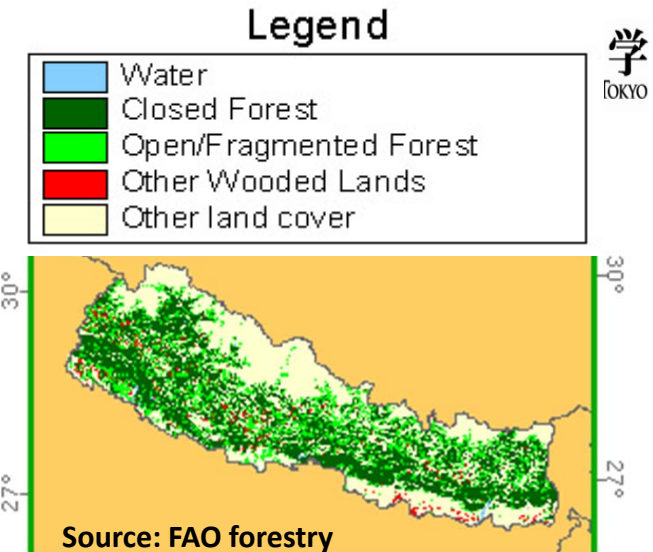 Legend
学
TOKYO
Water
Closed Forest
Open/Fragmented Forest
Other Wooded Lands
Other land cover
30°
30°
27°
27°
Source: FAO forestry